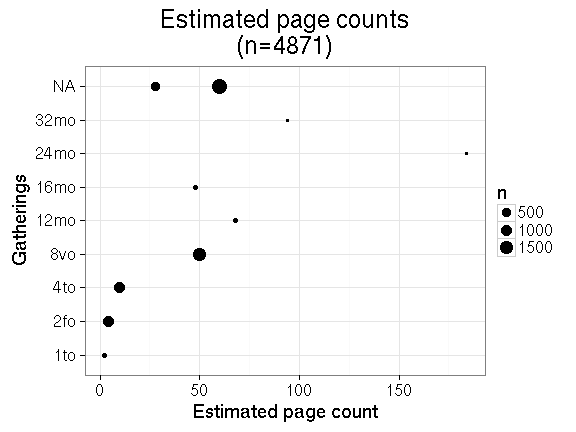 Estimated page counts
(n=4871)
Gatherings
NA
32mo
24mo
16mo
12mo
8vo
4to
2fo
1to
0 50 100 150
Estimated page count
n
500
1000
1500